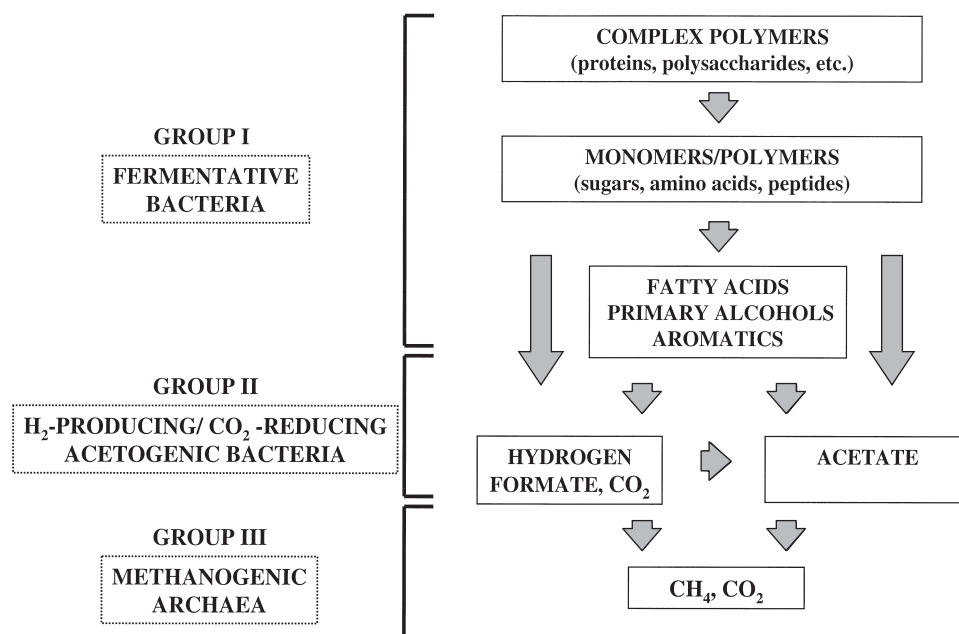 COMPLEX POLYMERS
(proteins, polysaccharides, etc.)
GROUP I
FERMENTATIVE
BACTERIA
MONOMERS/POLYMERS
(sugars, amino acids, peptides)
FATTY ACIDS
PRIMARY ALCOHOLS
AROMATICS
GROUP II
H₂-PRODUCING/ CO₂ -REDUCING
ACETOGENIC BACTERIA
HYDROGEN
FORMATE, CO₂
ACETATE
GROUP III
METHANOGENIC
ARCHAEA
CH₄, CO₂